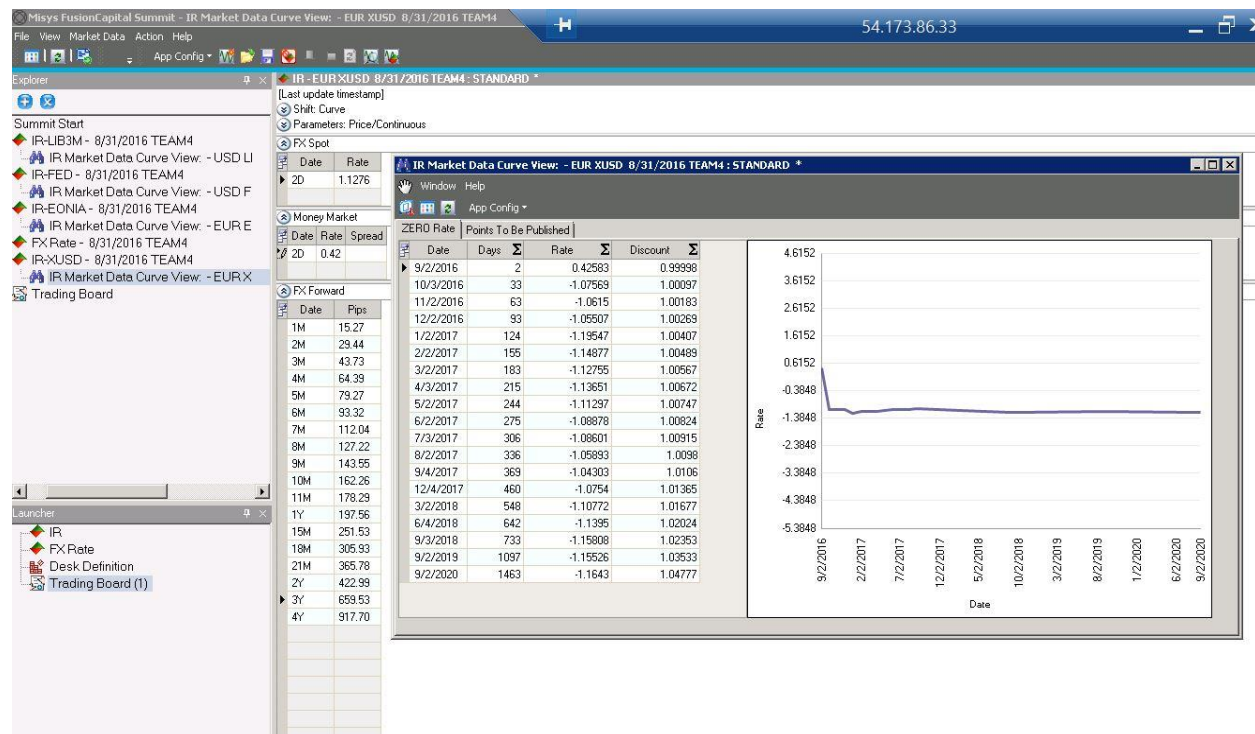 Misys FusionCapital Summit - IR Market Data Curve View: - EUR XUSD 8/31/2016 TEAM4
54.173.86.33
File View Market Data Action Help
App Config
Explorer
Summit Start
IR-LIB3M - 8/31/2016 TEAM4
IR Market Data Curve View: - USD LI
IR-FED - 8/31/2016 TEAM4
IR Market Data Curve View: - USD F
IR-EONIA - 8/31/2016 TEAM4
IR Market Data Curve View: - EUR E
FX Rate - 8/31/2016 TEAM4
IR-XUSD - 8/31/2016 TEAM4
IR Market Data Curve View: - EUR X
Trading Board
Launcher
IR
FX Rate
Desk Definition
Trading Board (1)
IR - EUR XUSD 8/31/2016 TEAM4 : STANDARD *
[Last update timestamp]
Shift: Curve
Parameters: Price/Continuous
FX Spot
Date Rate
2D 1.1276
Money Market
Date Rate Spread
2D 0.42
FX Forward
Date Pips
1M 15.27
2M 29.44
3M 43.73
4M 64.39
5M 79.27
6M 93.32
7M 112.04
8M 127.22
9M 143.55
10M 162.26
11M 178.29
1Y 197.56
15M 251.53
18M 305.93
21M 365.78
2Y 422.99
3Y 659.53
4Y 917.70
IR Market Data Curve View: - EUR XUSD 8/31/2016 TEAM4 : STANDARD *
Window Help
App Config
ZERO Rate Points To Be Published
Date Days Σ Rate Σ Discount Σ
9/2/2016 2 0.42583 0.99998
10/3/2016 33 -1.07569 1.00097
11/2/2016 63 -1.0615 1.00183
12/2/2016 93 -1.05507 1.00269
1/2/2017 124 -1.19547 1.00407
2/2/2017 155 -1.14877 1.00489
3/2/2017 183 -1.12755 1.00567
4/3/2017 215 -1.13651 1.00672
5/2/2017 244 -1.11297 1.00747
6/2/2017 275 -1.08878 1.00824
7/3/2017 306 -1.08601 1.00915
8/2/2017 336 -1.05893 1.0098
9/4/2017 369 -1.04303 1.0106
12/4/2017 460 -1.0754 1.01365
3/2/2018 548 -1.10772 1.01677
6/4/2018 642 -1.1395 1.02024
9/3/2018 733 -1.15808 1.02353
9/2/2019 1097 -1.15526 1.03533
9/2/2020 1463 -1.1643 1.04777
4.6152
3.6152
2.6152
1.6152
0.6152
-0.3848
-1.3848
-2.3848
-3.3848
-4.3848
-5.3848
Rate
9/2/2016
2/2/2017
7/2/2017
12/2/2017
5/2/2018
10/2/2018
3/2/2019
8/2/2019
1/2/2020
6/2/2020
9/2/2020
Date